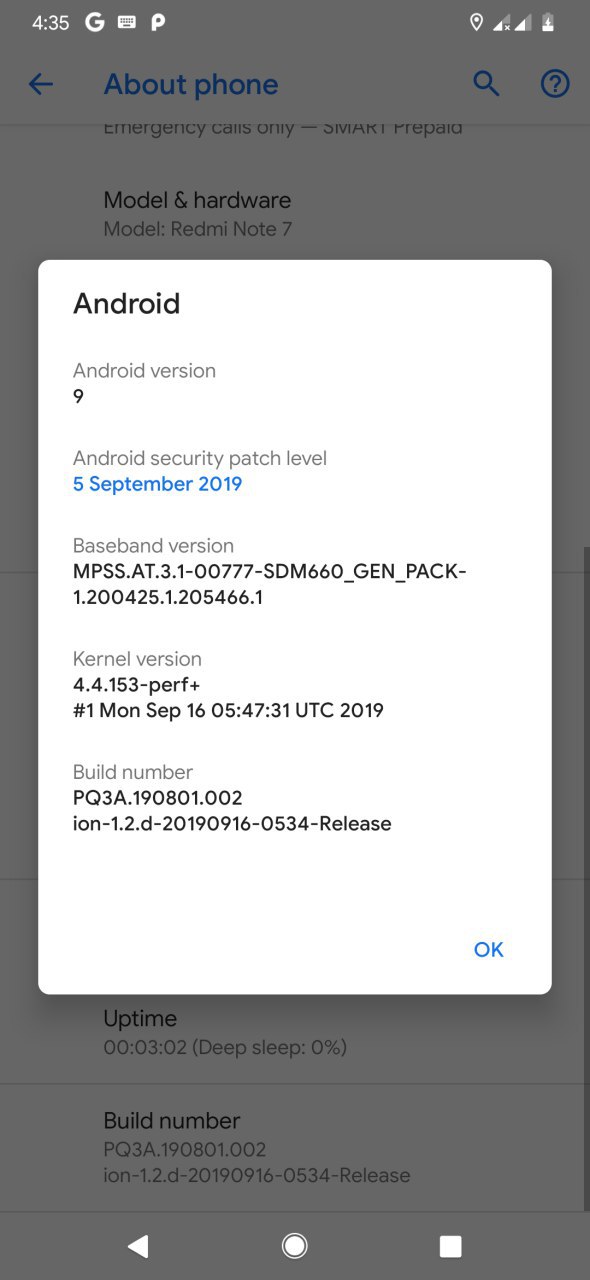 4:35
About phone
Emergency calls only — SMART Prepaid
Model & hardware
Model: Redmi Note 7
Android
Android version
9
Android security patch level
5 September 2019
Baseband version
MPSS.AT.3.1-00777-SDM660_GEN_PACK-
1.200425.1.205466.1
Kernel version
4.4.153-perf+
#1 Mon Sep 16 05:47:31 UTC 2019
Build number
PQ3A.190801.002
ion-1.2.d-20190916-0534-Release
OK
Uptime
00:03:02 (Deep sleep: 0%)
Build number
PQ3A.190801.002
ion-1.2.d-20190916-0534-Release